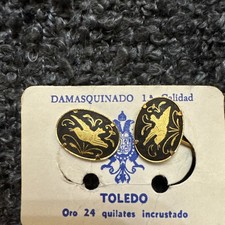 DAMASQUINADO 1ª Calidad
TOLEDO
Oro 24 quilates incrustado